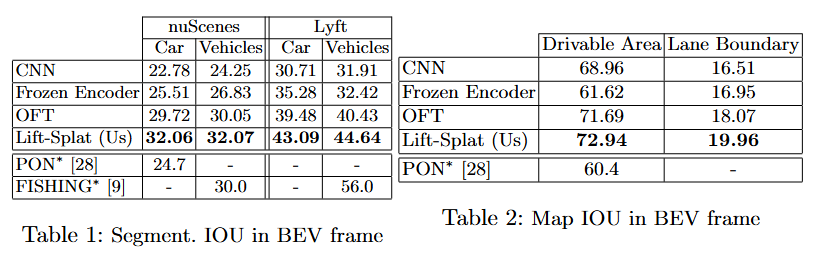 nuScenes Lyft
Car Vehicles Car Vehicles
CNN 22.78 24.25 30.71 31.91
Frozen Encoder 25.51 26.83 35.28 32.42
OFT 29.72 30.05 39.48 40.43
Lift-Splat (Us) 32.06 32.07 43.09 44.64
PON* [28] 24.7 - - -
FISHING* [9] - 30.0 - 56.0
Table 1: Segment. IOU in BEV frame
Drivable Area Lane Boundary
CNN 68.96 16.51
Frozen Encoder 61.62 16.95
OFT 71.69 18.07
Lift-Splat (Us) 72.94 19.96
PON* [28] 60.4 -
Table 2: Map IOU in BEV frame